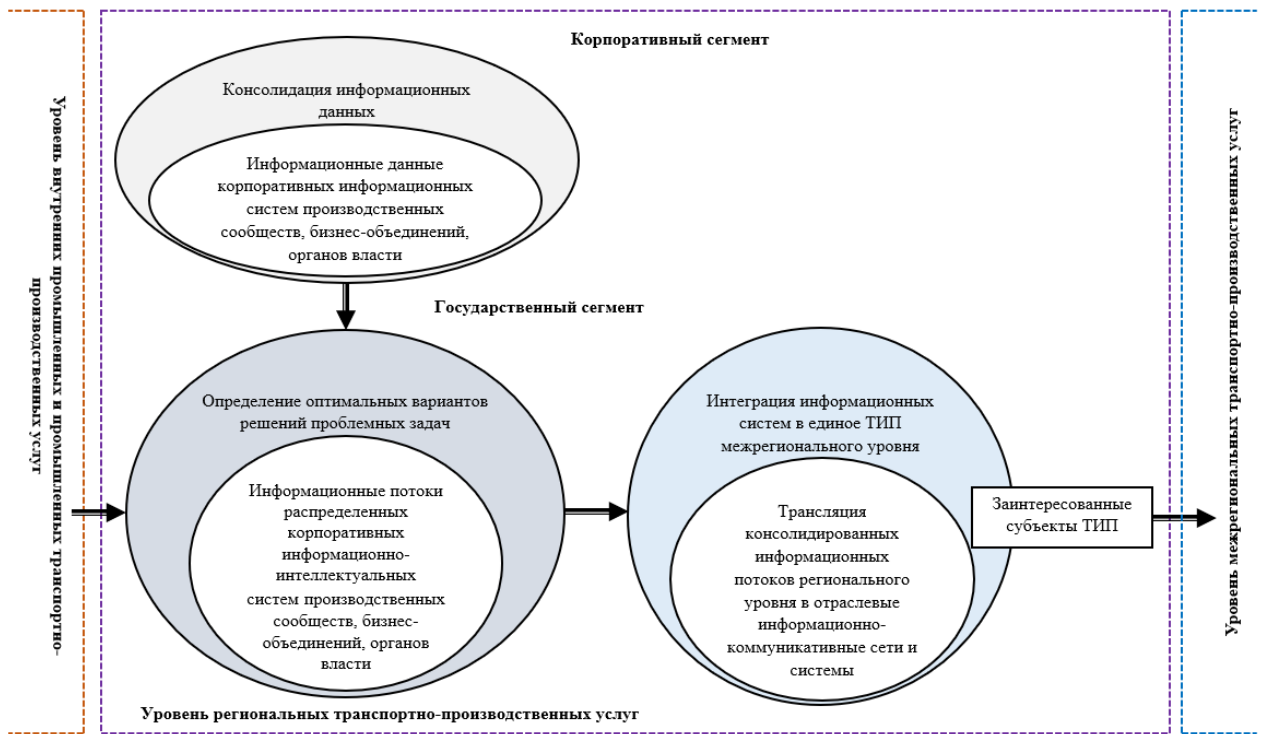 Уровень внутренних промышленных и промышленных транспортно-
производственных услуг
Корпоративный сегмент
Консолидация информационных
данных
Информационные данные
корпоративных информационных
систем производственных
сообществ, бизнес-объединений,
органов власти
Государственный сегмент
Определение оптимальных вариантов
решений проблемных задач
Информационные потоки
распределенных
корпоративных
информационно-
интеллектуальных
систем производственных
сообществ, бизнес-
объединений, органов
власти
Интеграция информационных
систем в единое ТИП
межрегионального уровня
Трансляция
консолидированных
информационных
потоков регионального
уровня в отраслевые
информационно-
коммуникативные сети и
системы
Заинтересованные
субъекты ТИП
Уровень региональных транспортно-производственных услуг
Уровень межрегиональных транспортно-производственных услуг